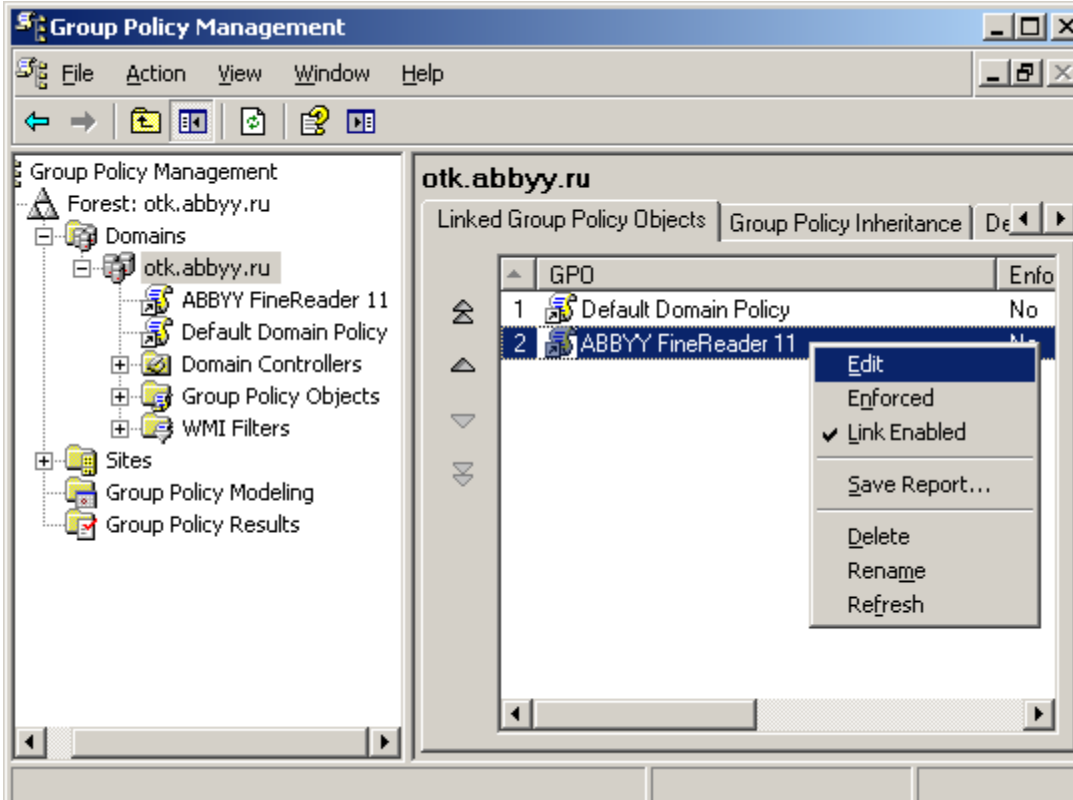 Group Policy Management
File Action View Window Help
Group Policy Management
Forest: otk.abbyy.ru
Domains
otk.abbyy.ru
ABBYY FineReader 11
Default Domain Policy
Domain Controllers
Group Policy Objects
WMI Filters
Sites
Group Policy Modeling
Group Policy Results
otk.abbyy.ru
Linked Group Policy Objects Group Policy Inheritance De
GPO Enfo
1 Default Domain Policy No
2 ABBYY FineReader 11 No
Edit
Enforced
Link Enabled
Save Report...
Delete
Rename
Refresh